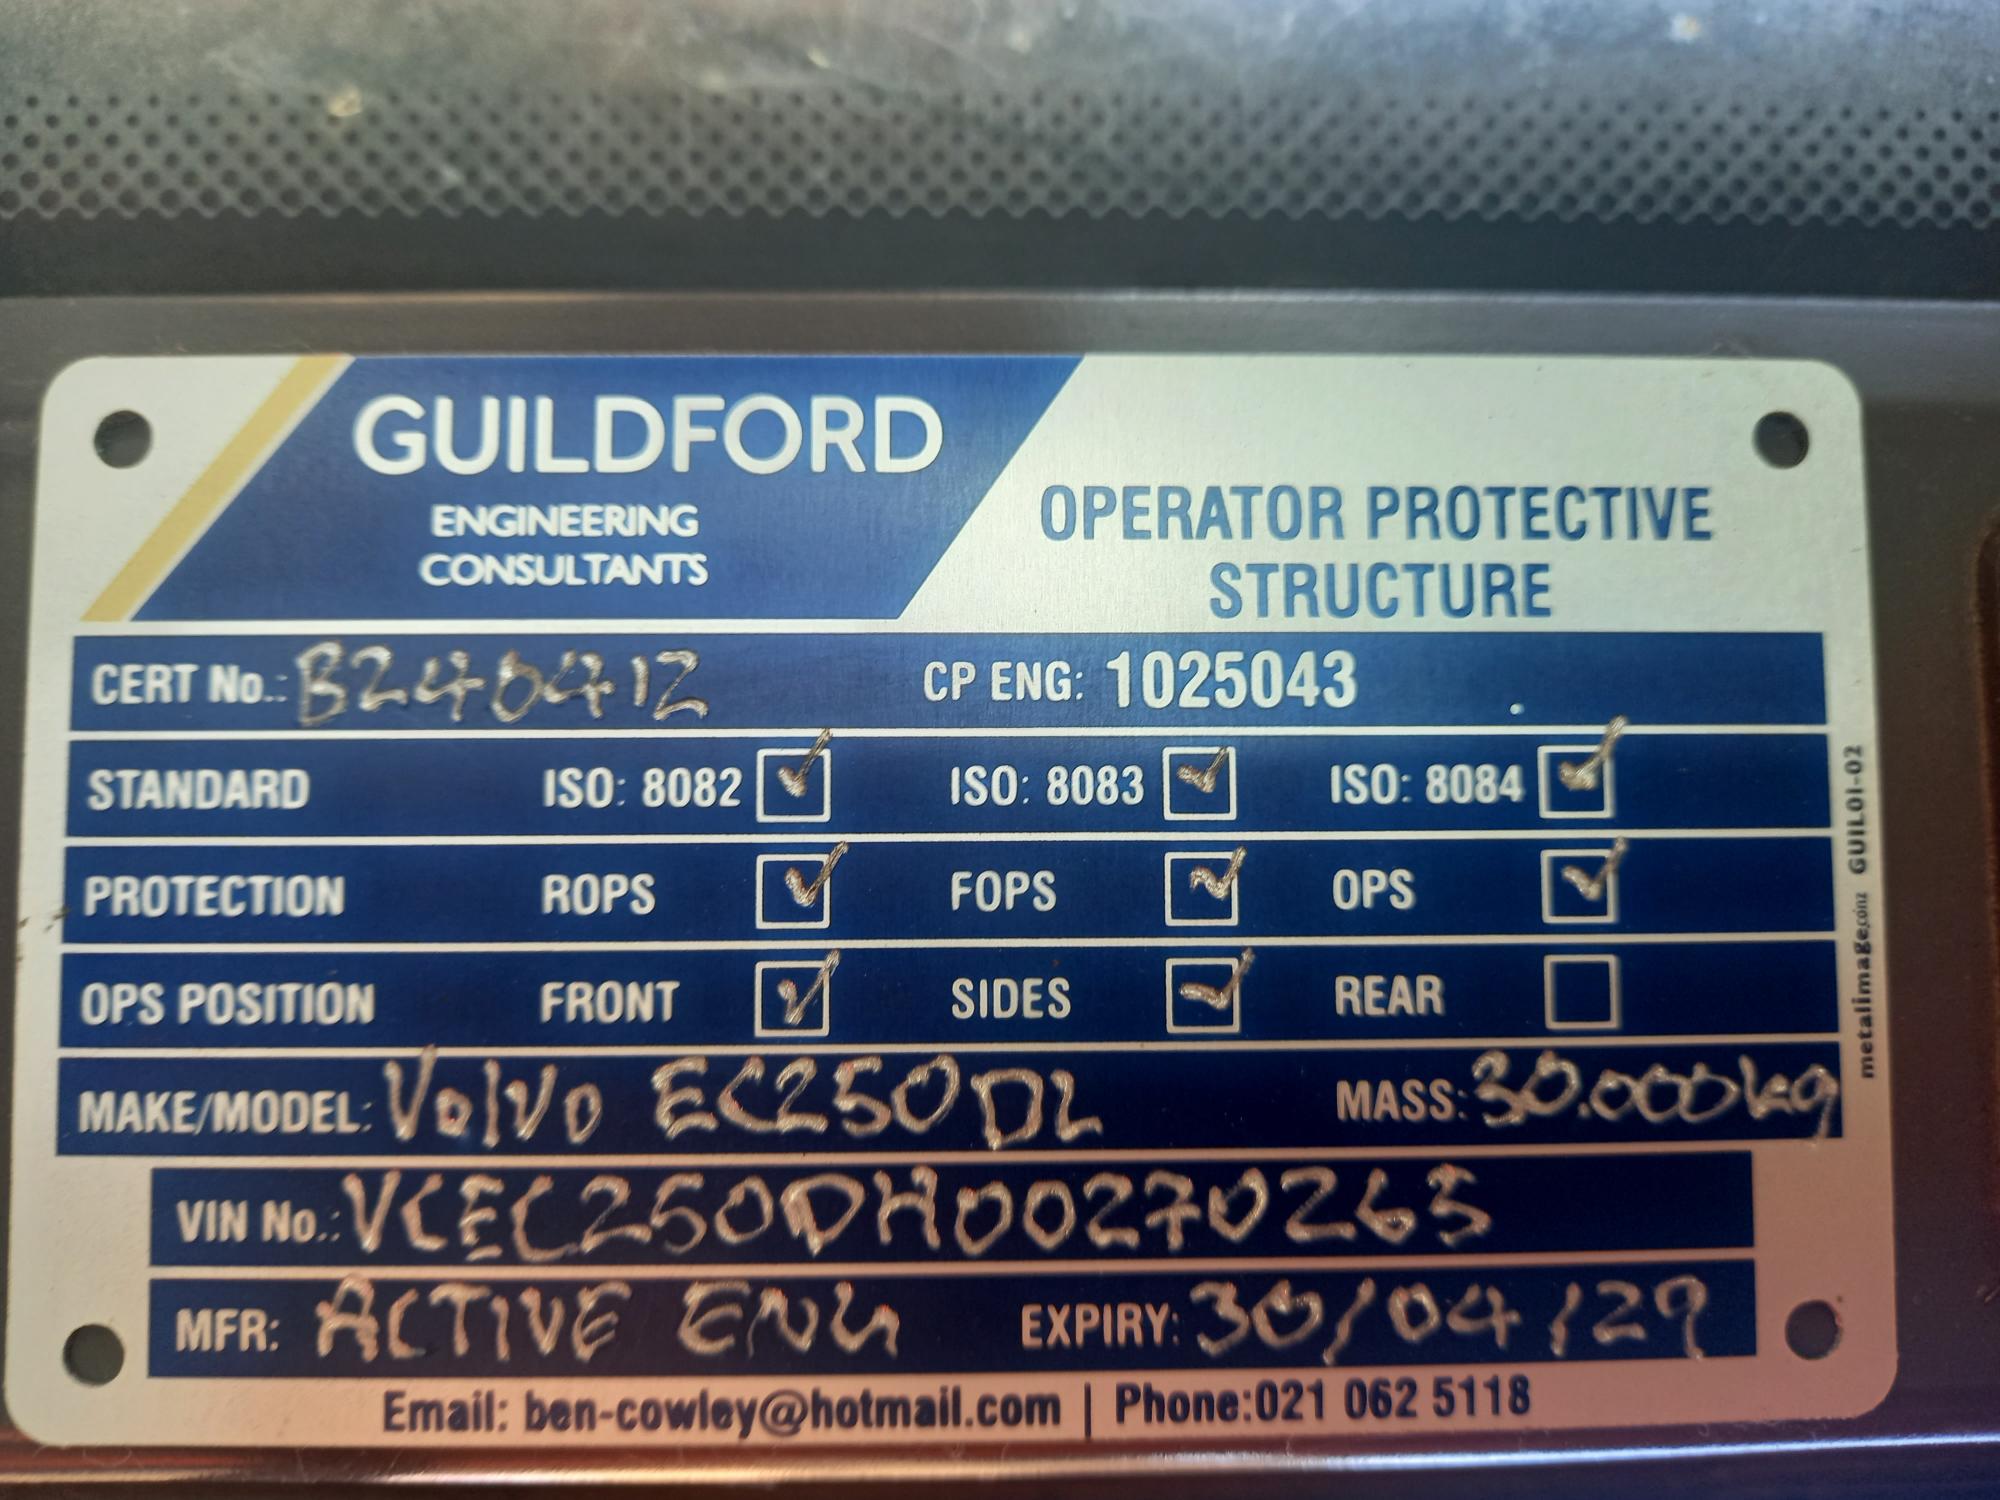 GUILDFORD
ENGINEERING
CONSULTANTS
OPERATOR PROTECTIVE
STRUCTURE
CERT No.: B240412 CP ENG: 1025043
STANDARD ISO: 8082 ISO: 8083 ISO: 8084
PROTECTION ROPS FOPS OPS
OPS POSITION FRONT SIDES REAR
MAKE/MODEL: Volvo EC250DL MASS: 30.000kg
VIN No.: VCEC250DH00270265
MFR: ACTIVE ENG EXPIRY: 30/04/29
Email: ben-cowley@hotmail.com | Phone:021 062 5118
metalimage.co.nz GUIL01-02